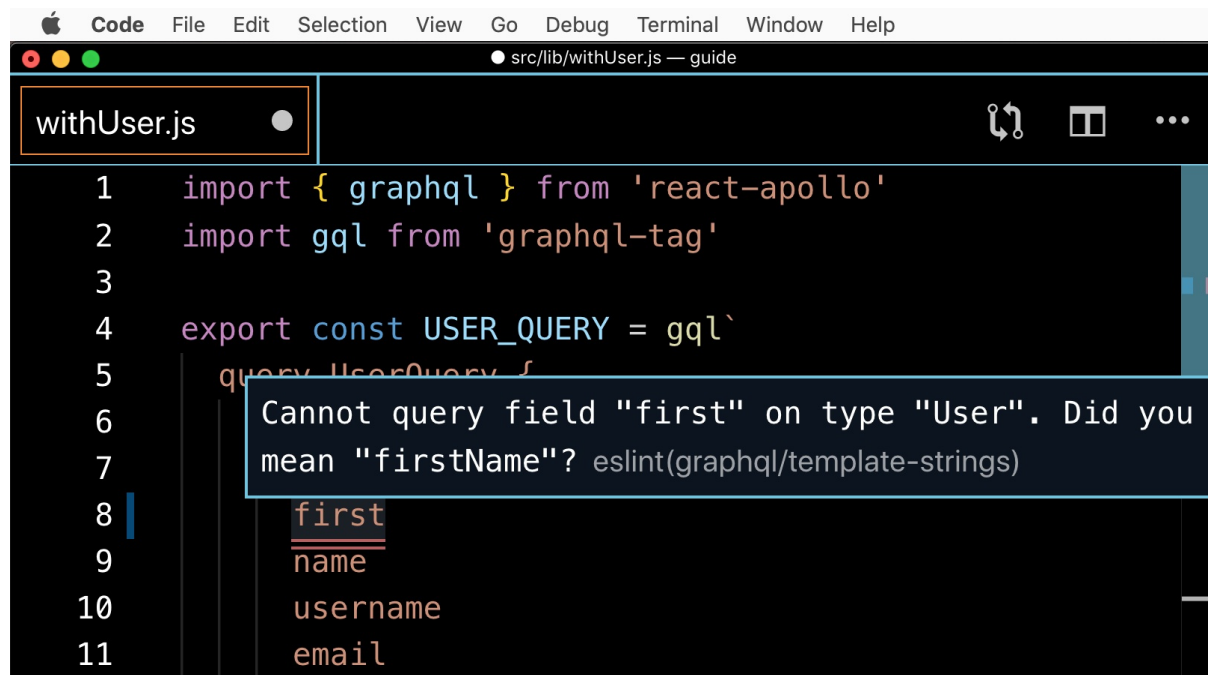 Code File Edit Selection View Go Debug Terminal Window Help
src/lib/withUser.js — guide
withUser.js
1 import { graphql } from 'react-apollo'
2 import gql from 'graphql-tag'
3
4 export const USER_QUERY = gql`
5 query UserQuery {
6
7
Cannot query field "first" on type "User". Did you
mean "firstName"? eslint(graphql/template-strings)
8 first
9 name
10 username
11 email